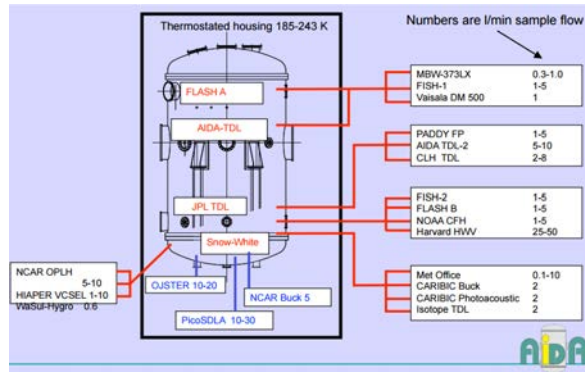 Thermostated housing 185-243 K
Numbers are l/min sample flow
FLASH A
AIDA-TDL
JPL TDL
Snow-White
MBW-373LX 0.3-1.0
FISH-1 1-5
Vaisala DM 500 1
PADDY FP 1-5
AIDA TDL-2 5-10
CLH TDL 2-8
FISH-2 1-5
FLASH B 1-5
NOAA CFH 1-5
Harvard HWV 25-50
Met Office 0.1-10
CARIBIC Buck 2
CARIBIC Photoacoustic 2
Isotope TDL 2
NCAR OPLH
5-10
HIAPER VCSEL 1-10
WaSul-Hygro 0.6
OJSTER 10-20
NCAR Buck 5
PicoSDLA 10-30
AiDA